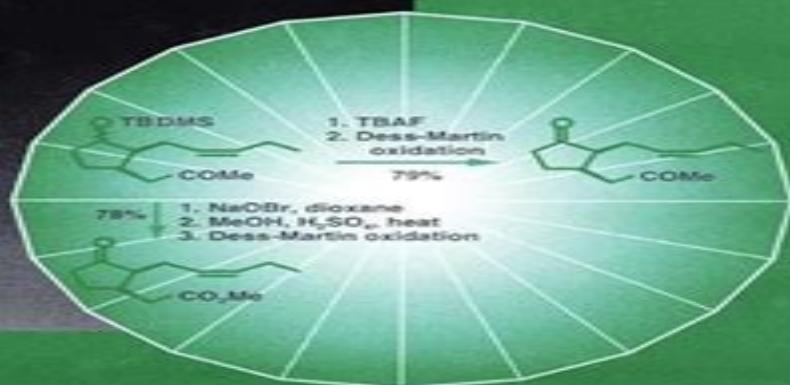 O TBDMS
1. TBAF
2. Dess-Martin
oxidation
79%
COMe
O
COMe
78%
1. NaOBr, dioxane
2. MeOH, H₂SO₄, heat
3. Dess-Martin oxidation
O
CO₂Me